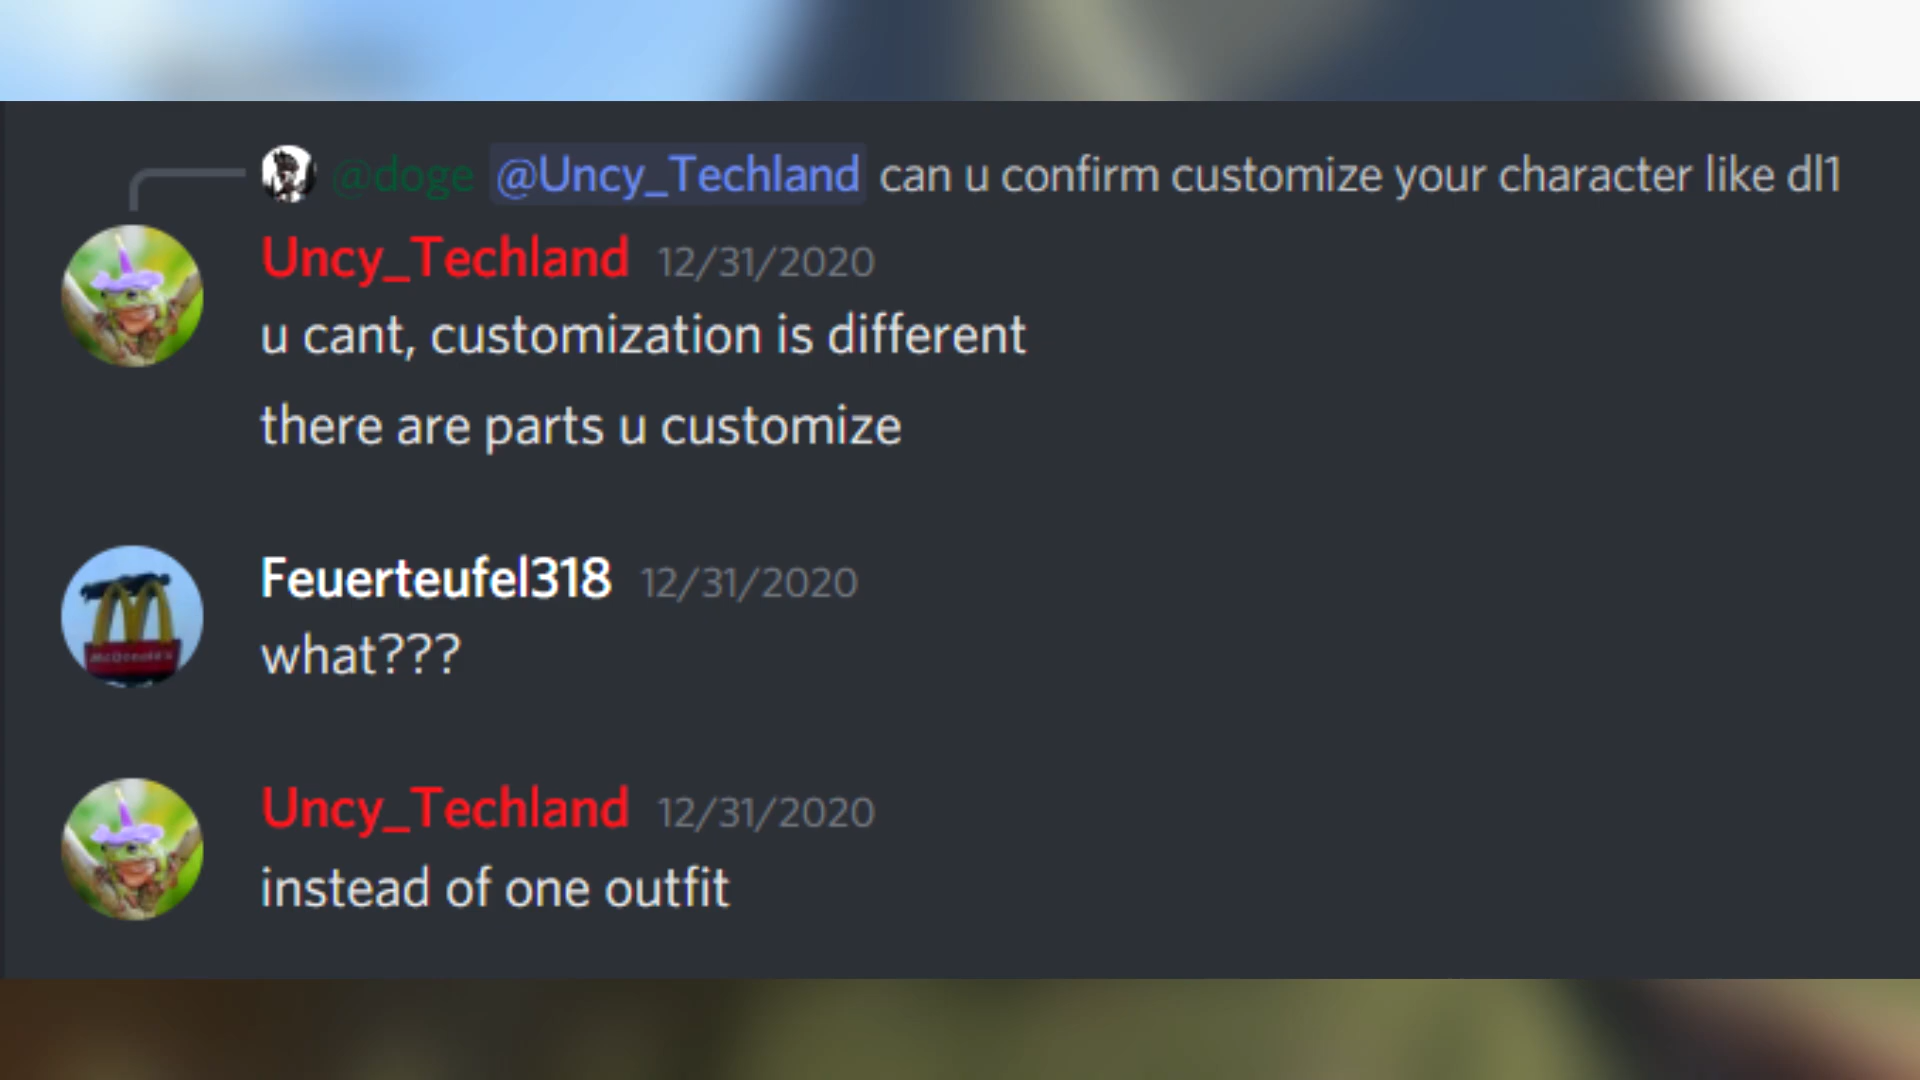 @doge @Uncy_Techland can u confirm customize your character like dl1
Uncy_Techland 12/31/2020
u cant, customization is different
there are parts u customize
Feuerteufel318 12/31/2020
McDonald's
what???
Uncy_Techland 12/31/2020
instead of one outfit